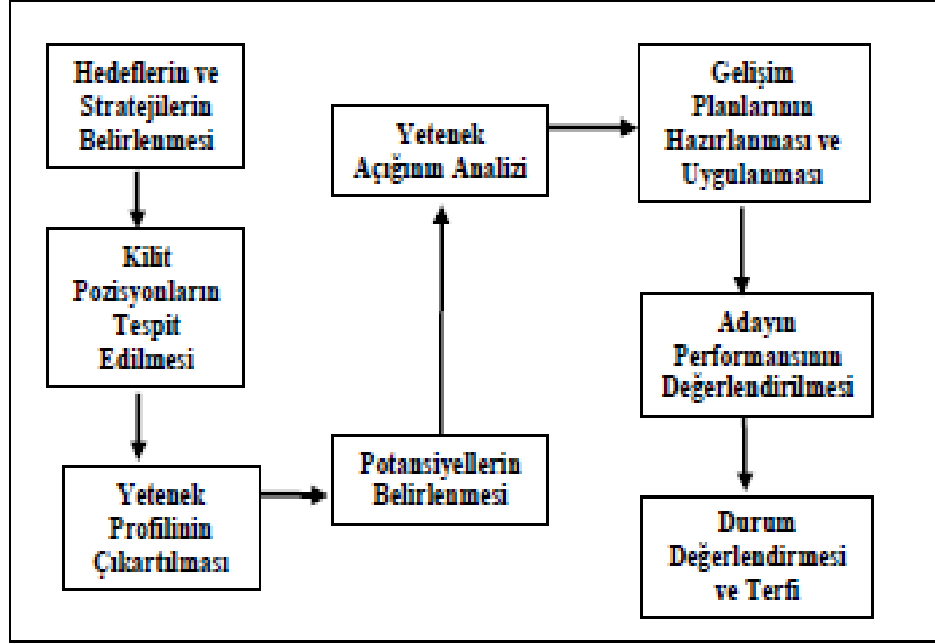 Hedeflerin ve
Stratejilerin
Belirlenmesi
Kilit
Pozisyonların
Tespit
Edilmesi
Yetenek
Profilinin
Çıkartılması
Potansiyellerin
Belirlenmesi
Yetenek
Açığının Analizi
Gelişim
Planlarının
Hazırlanması ve
Uygulanması
Adayın
Performansının
Değerlendirilmesi
Durum
Değerlendirmesi
ve Terfi